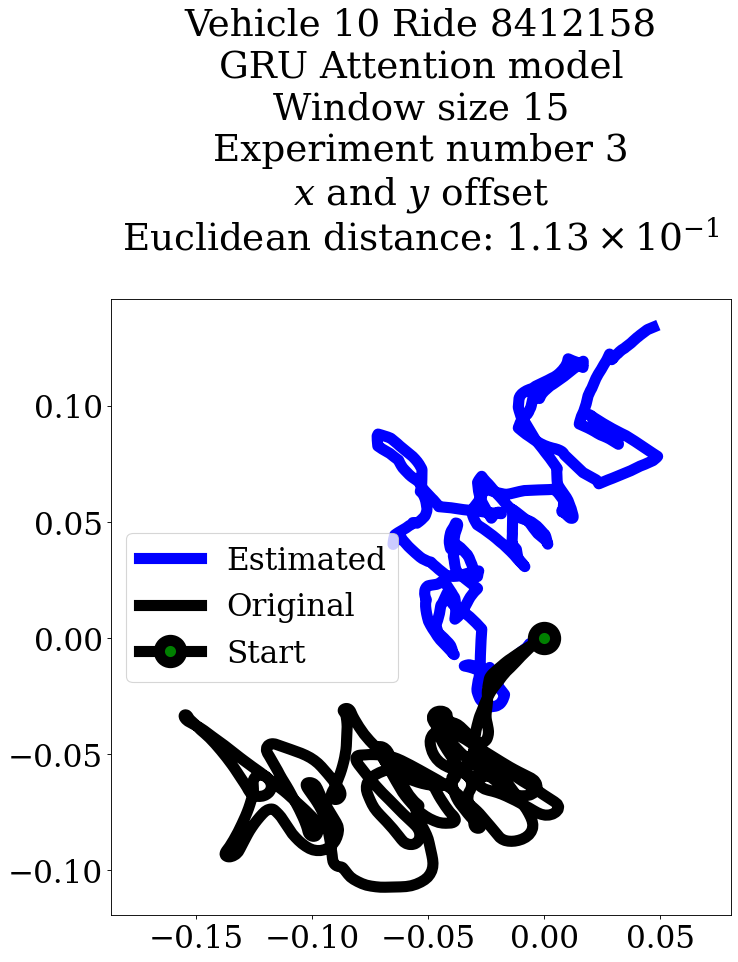 Vehicle 10 Ride 8412158
GRU Attention model
Window size 15
Experiment number 3
x and y offset
Euclidean distance: 1.13 × 10⁻¹
0.10
0.05
0.00
−0.05
−0.10
Estimated
Original
Start
−0.15 −0.10 −0.05 0.00 0.05